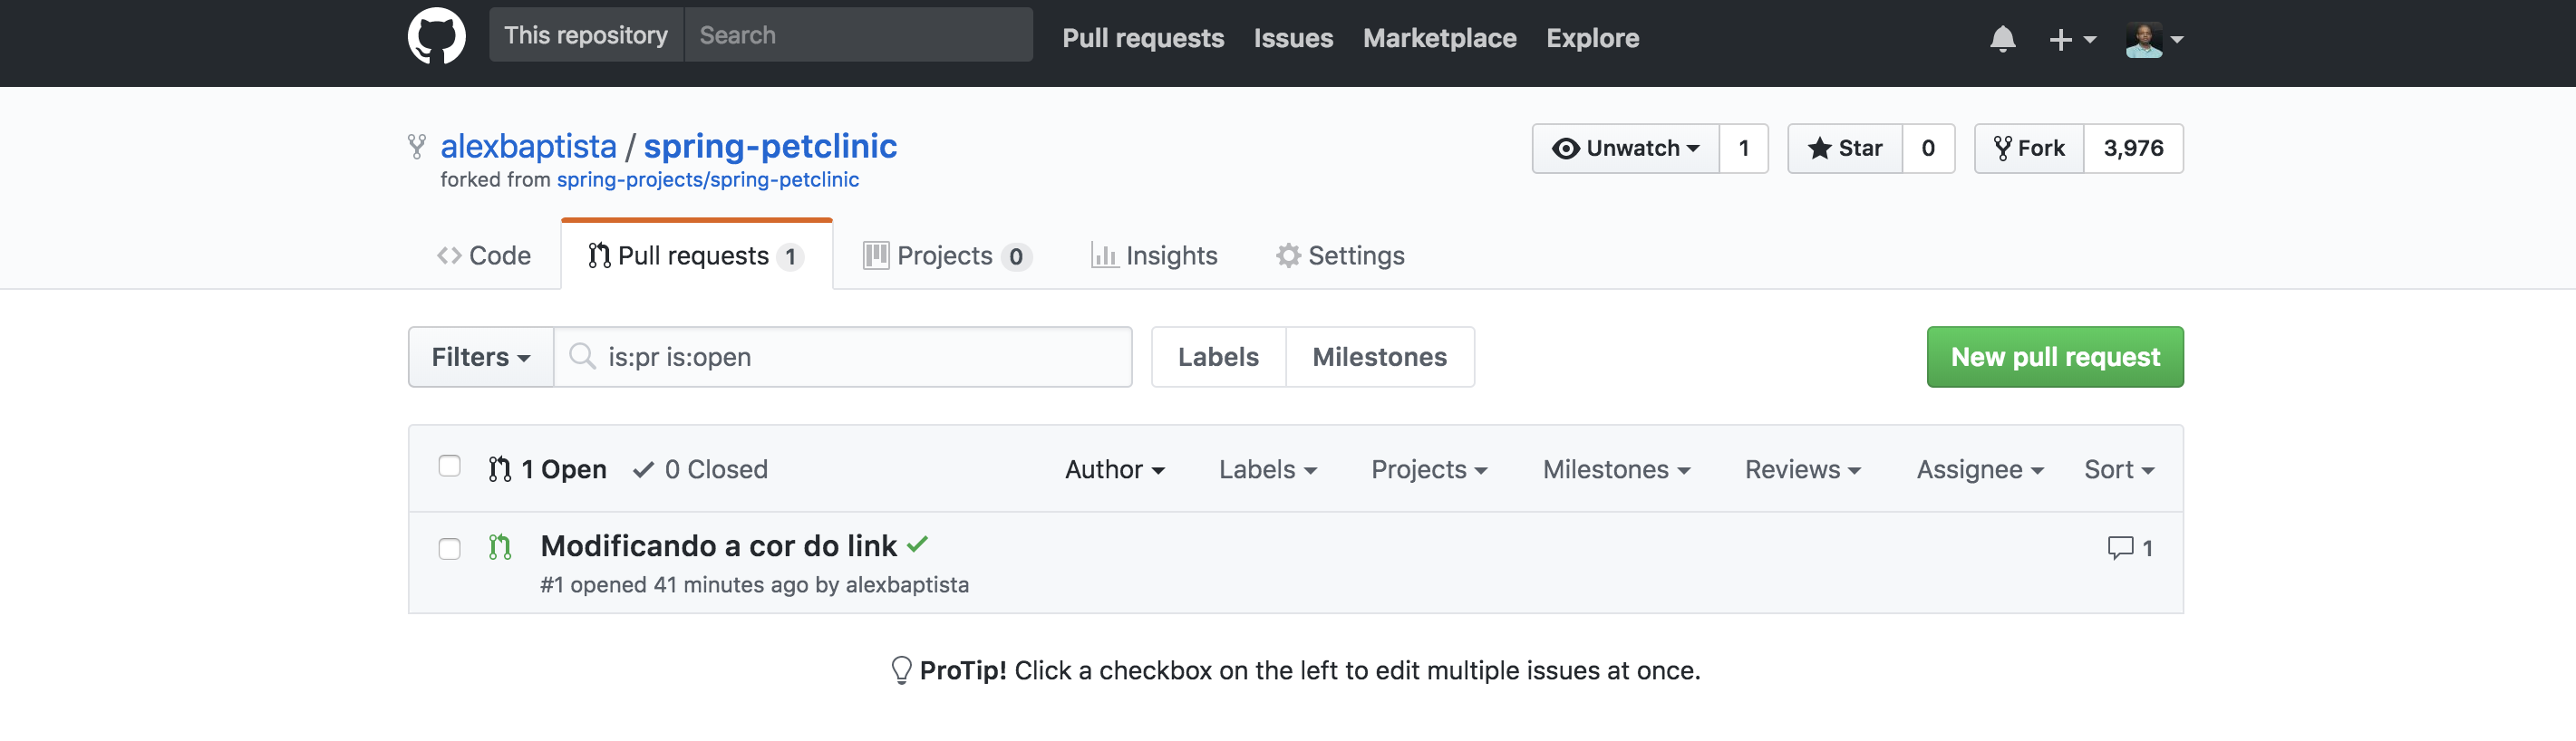 This repository Search Pull requests Issues Marketplace Explore
alexbaptista / spring-petclinic Unwatch 1 Star 0 Fork 3,976
forked from spring-projects/spring-petclinic
Code Pull requests 1 Projects 0 Insights Settings
Filters is:pr is:open Labels Milestones New pull request
1 Open 0 Closed Author Labels Projects Milestones Reviews Assignee Sort
Modificando a cor do link 1
#1 opened 41 minutes ago by alexbaptista
ProTip! Click a checkbox on the left to edit multiple issues at once.